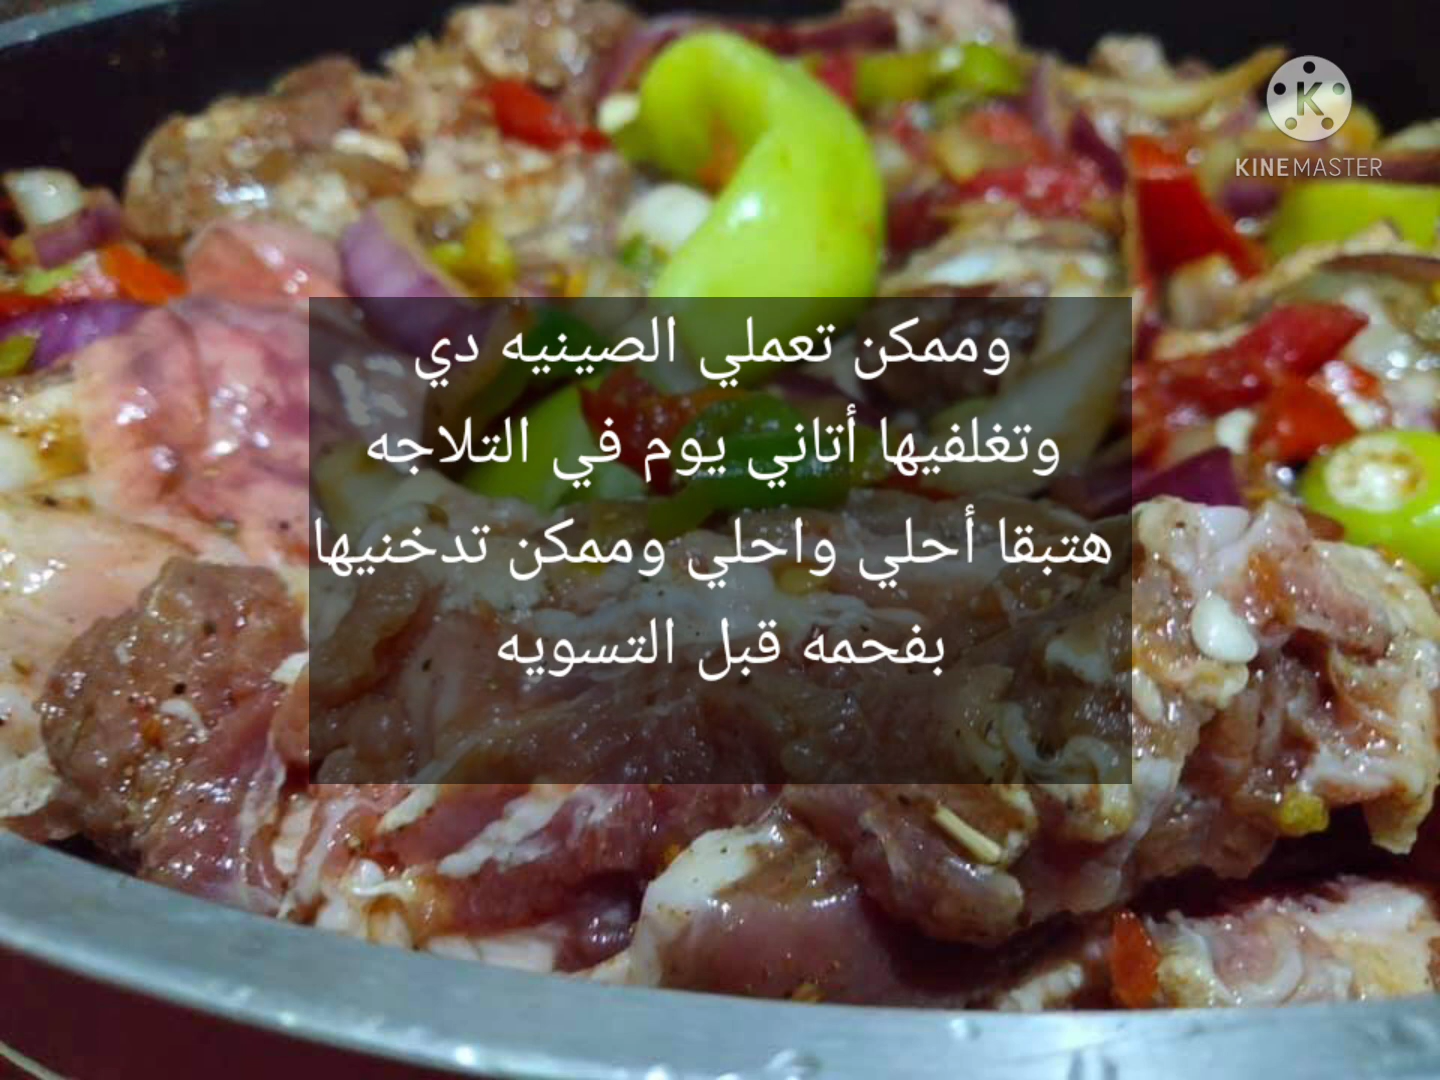 KINEMASTER
وممكن تعملي الصينيه دي
وتغلفيها أتاني يوم في التلاجه
هتبقا أحلي واحلي وممكن تدخنيها
بفحمه قبل التسويه